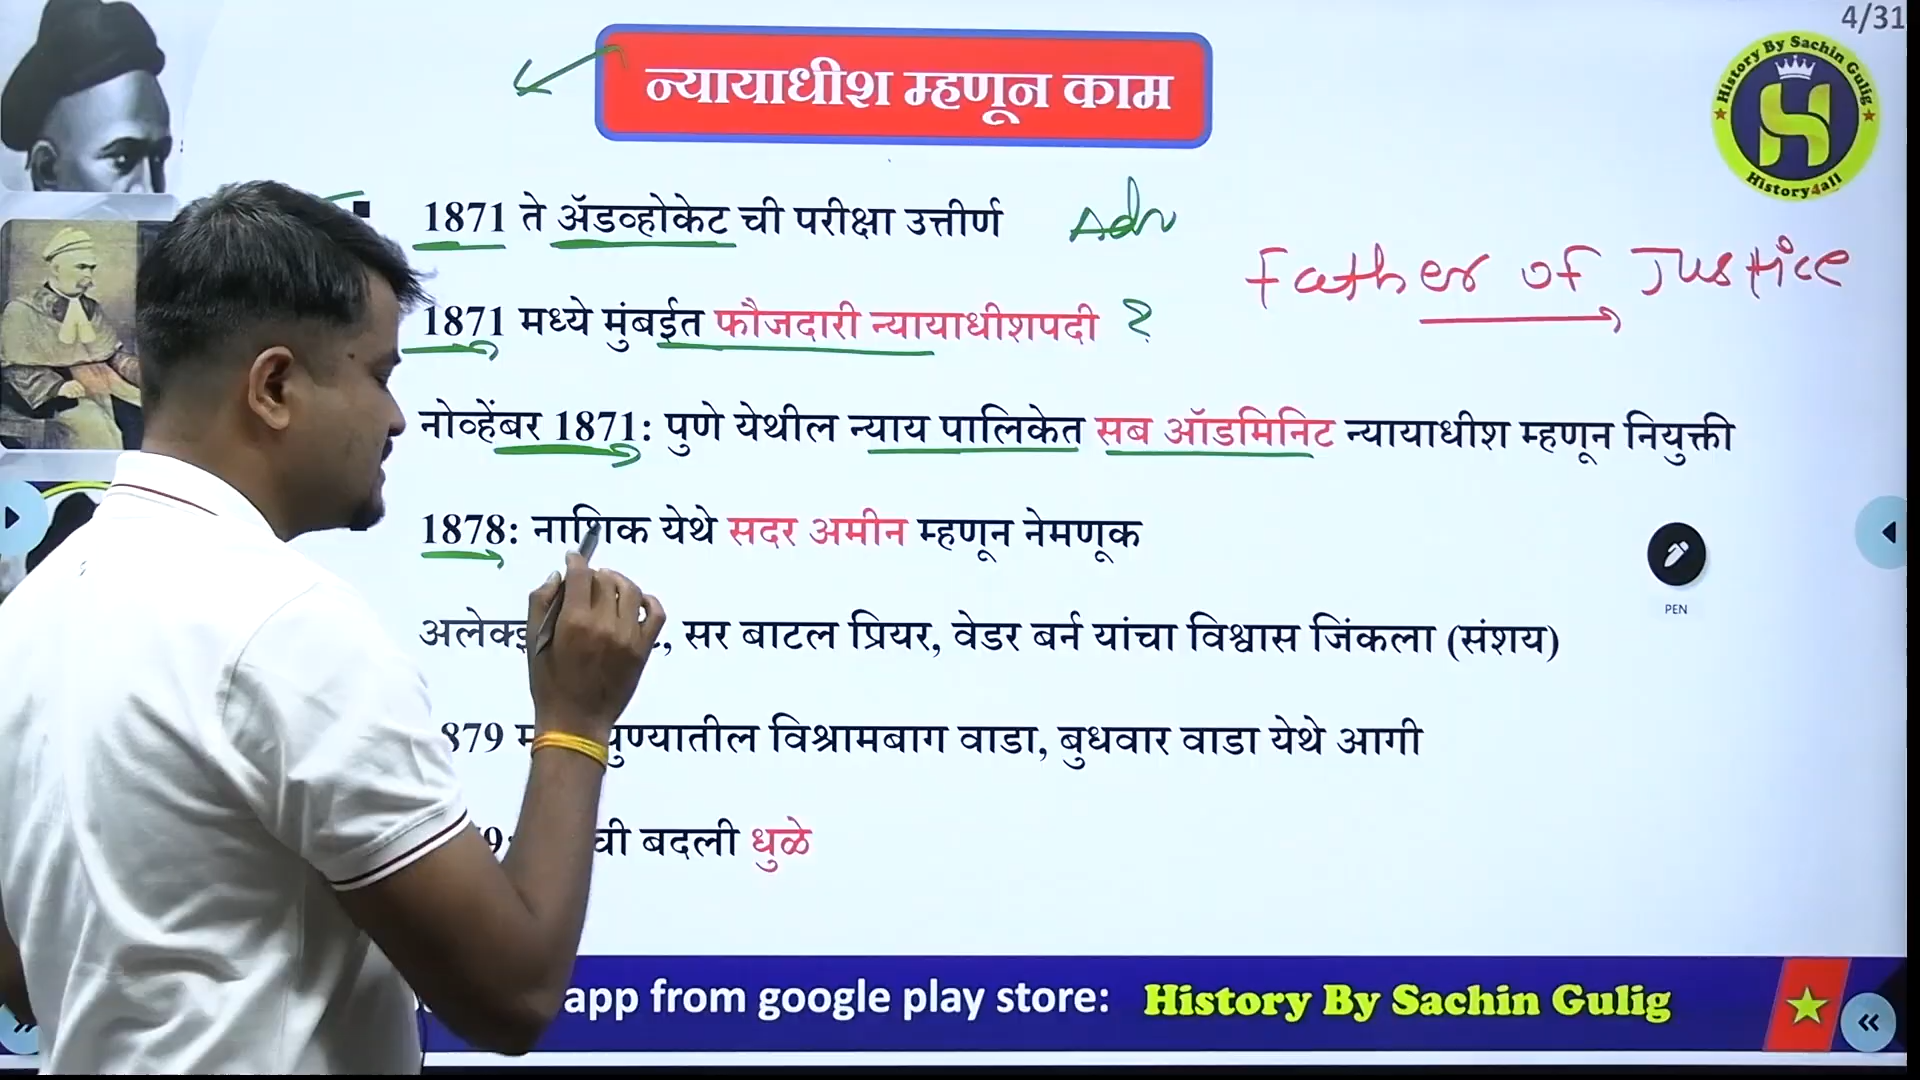 4/31
न्यायाधीश म्हणून काम
History By Sachin Gulig
History4all
1871 ते ॲडव्होकेट ची परीक्षा उत्तीर्ण
Adv
Father of Justice
1871 मध्ये मुंबईत फौजदारी न्यायाधीशपदी ?
नोव्हेंबर 1871: पुणे येथील न्याय पालिकेत सब ऑडमिनिट न्यायाधीश म्हणून नियुक्ती
1878: नाशिक येथे सदर अमीन म्हणून नेमणूक
PEN
सर बाटल प्रियर, वेडर बर्न यांचा विश्वास जिंकला (संशय)
पुण्यातील विश्रामबाग वाडा, बुधवार वाडा येथे आगी
बदली धुळे
app from google play store: History By Sachin Gulig